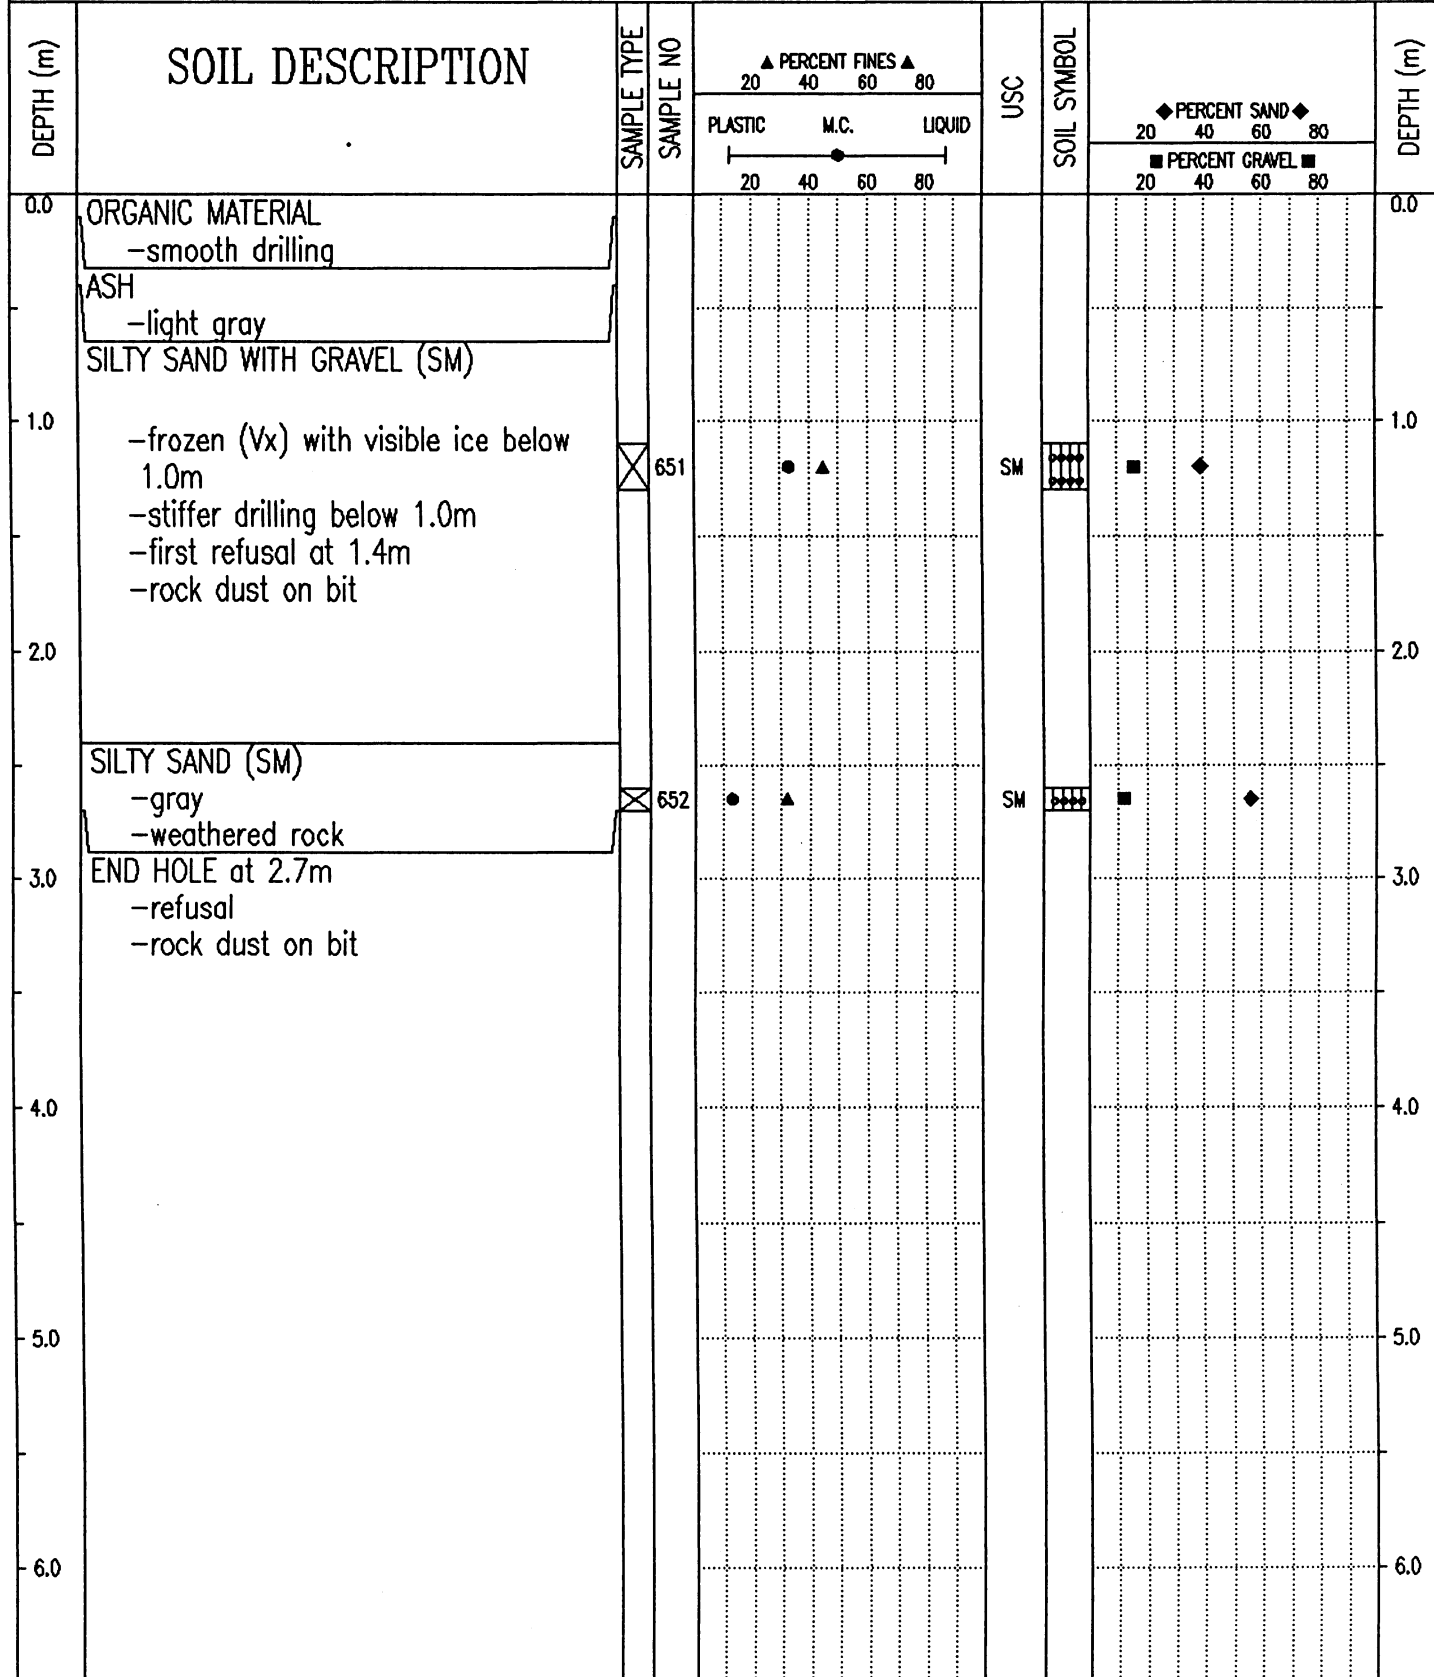 DEPTH (m)
SOIL DESCRIPTION
SAMPLE TYPE
SAMPLE NO
▲ PERCENT FINES ▲
20 40 60 80
PLASTIC M.C. LIQUID
20 40 60 80
USC
SOIL SYMBOL
◆ PERCENT SAND ◆
20 40 60 80
■ PERCENT GRAVEL ■
20 40 60 80
DEPTH (m)
0.0
ORGANIC MATERIAL
0.0
-smooth drilling
ASH
-light gray
SILTY SAND WITH GRAVEL (SM)
1.0
1.0
-frozen (Vx) with visible ice below
1.0m
651
SM
-stiffer drilling below 1.0m
-first refusal at 1.4m
-rock dust on bit
2.0
2.0
SILTY SAND (SM)
-gray
652
SM
-weathered rock
END HOLE at 2.7m
3.0
3.0
-refusal
-rock dust on bit
4.0
4.0
5.0
5.0
6.0
6.0